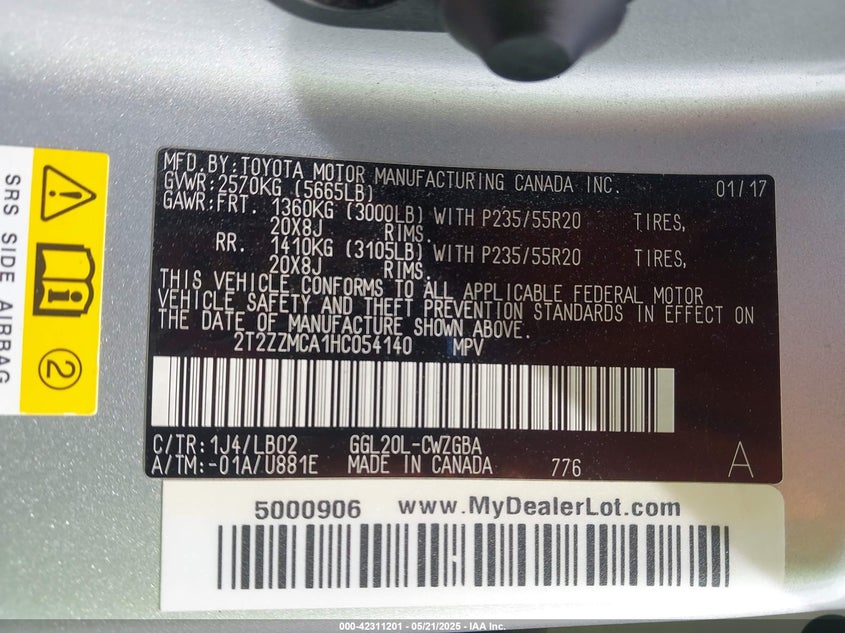 MFD.BY:TOYOTA MOTOR MANUFACTURING CANADA INC. 01/17
GVWR:2570KG (5665LB)
GAWR:FRT. 1360KG (3000LB) WITH P235/55R20 TIRES,
20X8J RIMS.
RR. 1410KG (3105LB) WITH P235/55R20 TIRES,
20X8J RIMS.
THIS VEHICLE CONFORMS TO ALL APPLICABLE FEDERAL MOTOR
VEHICLE SAFETY AND THEFT PREVENTION STANDARDS IN EFFECT ON
THE DATE OF MANUFACTURE SHOWN ABOVE.
2T2ZZMCA1HC054140 MPV
C/TR:1J4/LB02 GGL20L-CWZGBA
A/TM:-01A/U881E MADE IN CANADA 776 A
SRS SIDE AIRBAG
2
5000906 www.MyDealerLot.com
000-42311201 - 05/21/2025 - IAA Inc.